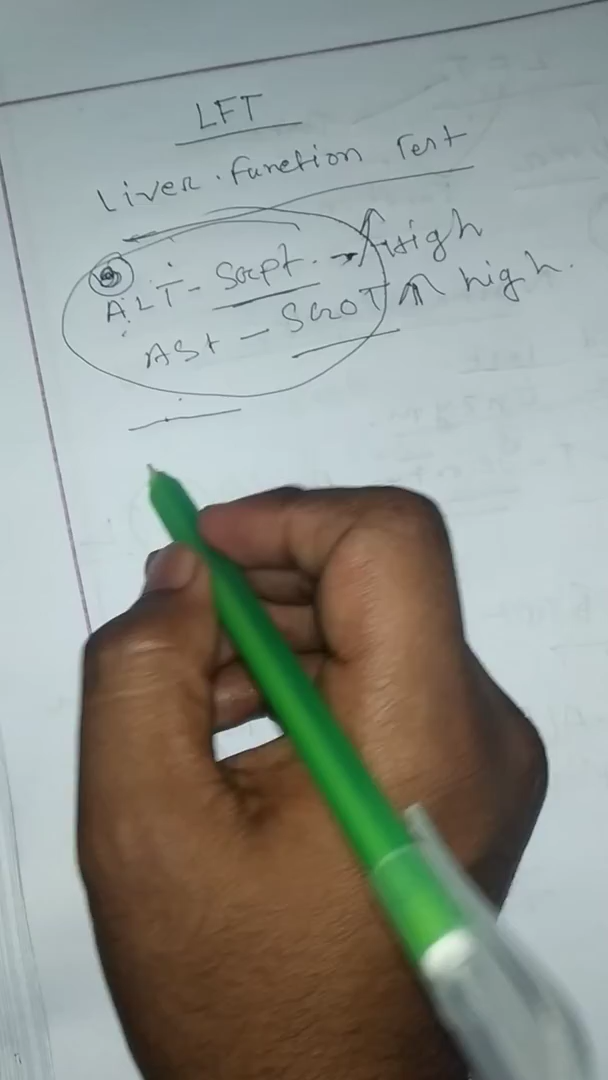 LFT
Liver. function Test
ALT - SGPT. → ↑ High
AST - SGOT ↑ high.